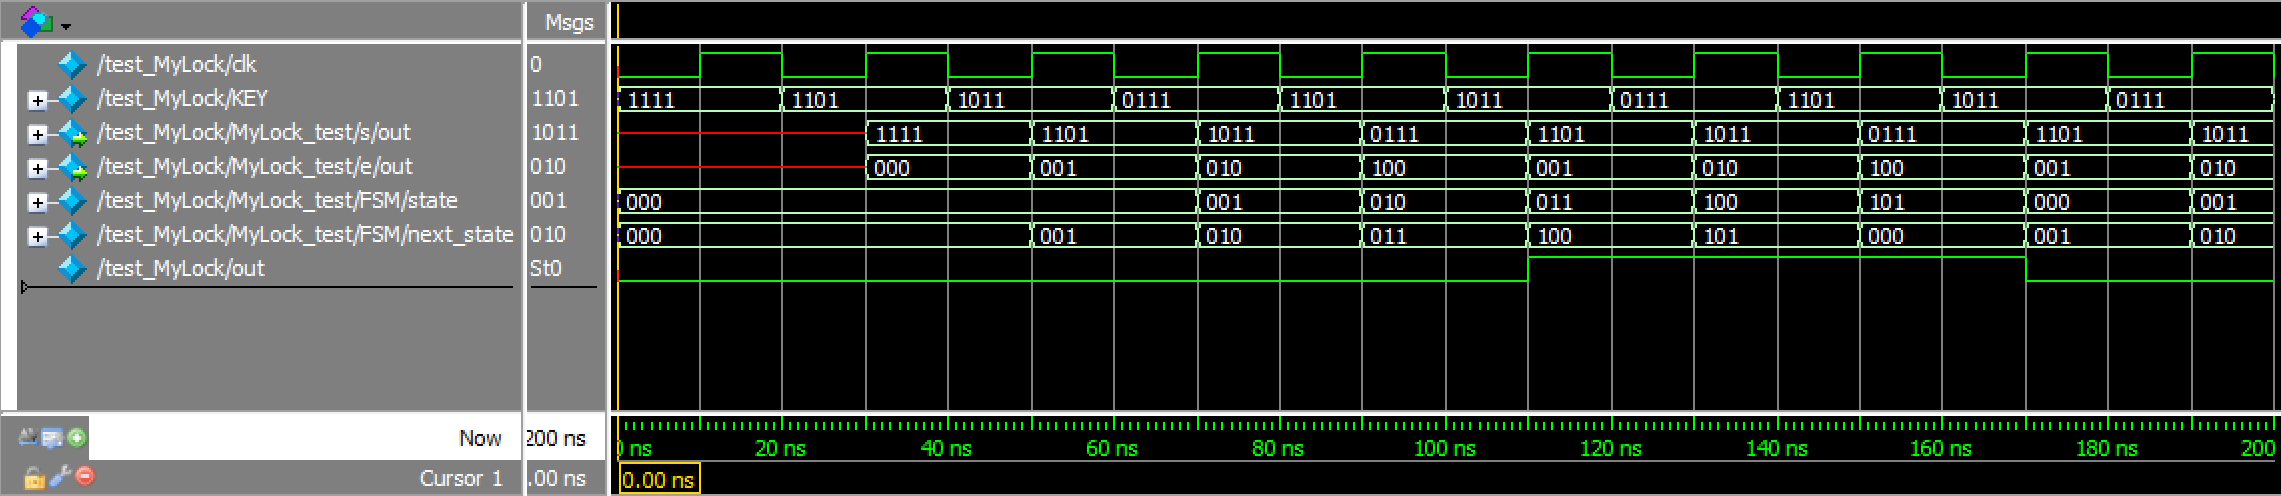 Msgs
/test_MyLock/clk 0
/test_MyLock/KEY 1101 1111 1101 1011 0111 1101 1011 0111 1101 1011 0111
/test_MyLock/MyLock_test/s/out 1011 1111 1101 1011 0111 1101 1011 0111 1101 1011
/test_MyLock/MyLock_test/e/out 010 000 001 010 100 001 010 100 001 010
/test_MyLock/MyLock_test/FSM/state 001 000 001 010 011 100 101 000 001
/test_MyLock/MyLock_test/FSM/next_state 010 000 001 010 011 100 101 000 001 010
/test_MyLock/out St0
Now 200 ns 0 ns 20 ns 40 ns 60 ns 80 ns 100 ns 120 ns 140 ns 160 ns 180 ns 200
Cursor 1 .00 ns 0.00 ns